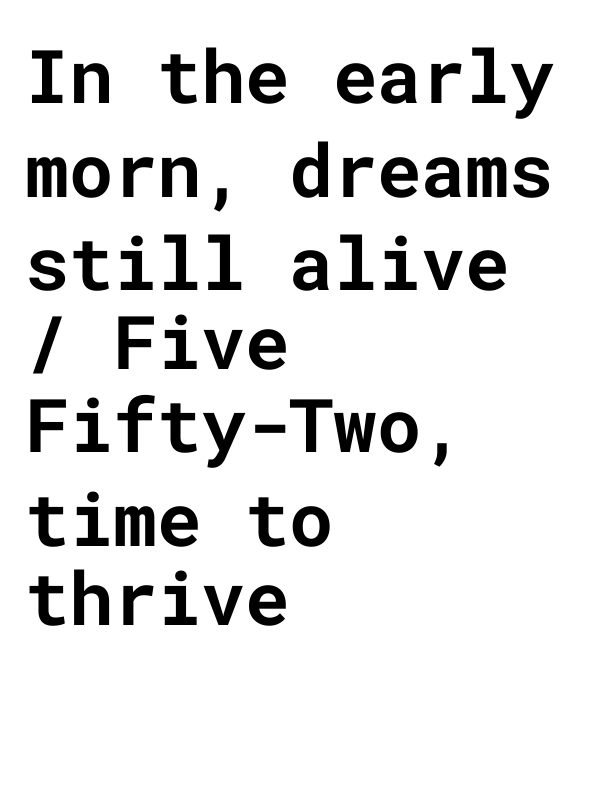 In the early
morn, dreams
still alive
/ Five
Fifty-Two,
time to
thrive